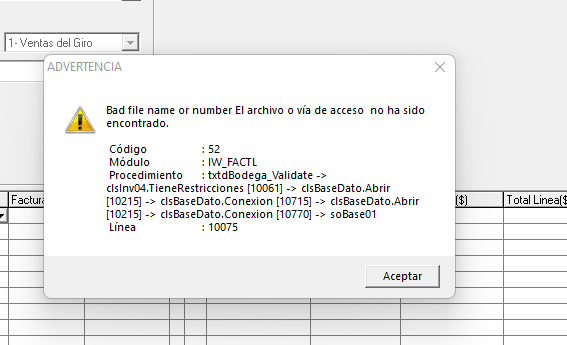 1- Ventas del Giro
ADVERTENCIA
Bad file name or number El archivo o vía de acceso  no ha sido
encontrado.
Código : 52
Módulo : IW_FACTL
Procedimiento : txtdBodega_Validate ->
clsInv04.TieneRestricciones [10061] -> clsBaseDato.Abrir
[10215] -> clsBaseDato.Conexion [10715] -> clsBaseDato.Abrir
[10215] -> clsBaseDato.Conexion [10770] -> soBase01
Línea : 10075
Factura ($) Total Linea($
Aceptar